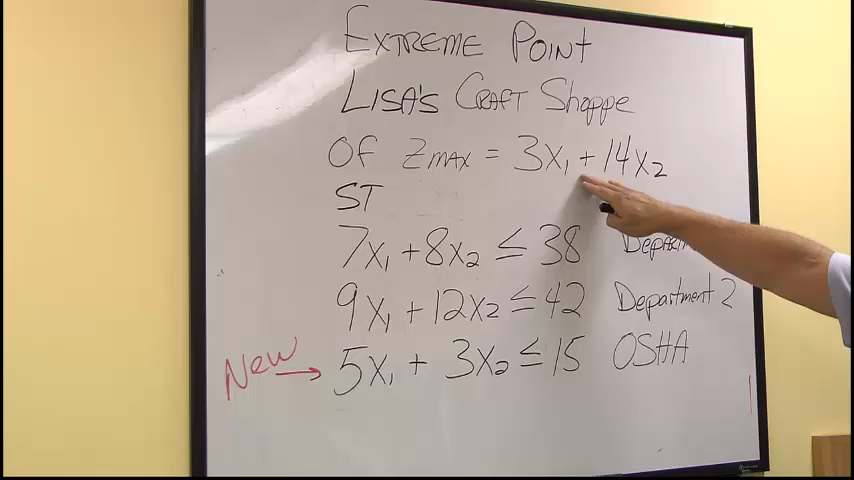 Extreme Point
Lisa's Craft Shoppe
OF Zmax = 3x₁ + 14x₂
ST
7x₁ + 8x₂ ≤ 38
9x₁ + 12x₂ ≤ 42 Department 2
New → 5x₁ + 3x₂ ≤ 15 OSHA